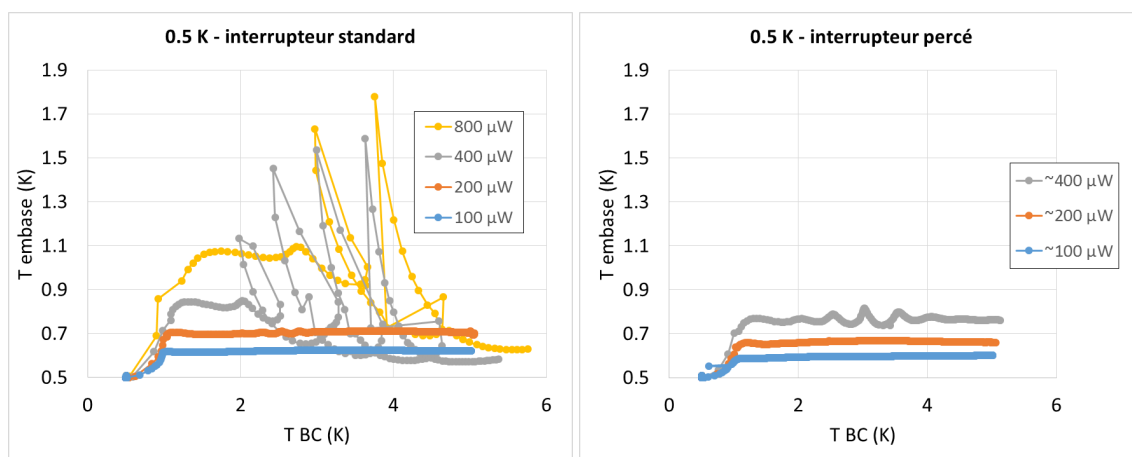 0.5 K - interrupteur standard
T embase (K)
1.9
1.7
1.5
1.3
1.1
0.9
0.7
0.5
800 µW
400 µW
200 µW
100 µW
0 2 4 6
T BC (K)
0.5 K - interrupteur percé
T embase (K)
1.9
1.7
1.5
1.3
1.1
0.9
0.7
0.5
~400 µW
~200 µW
~100 µW
0 2 4 6
T BC (K)